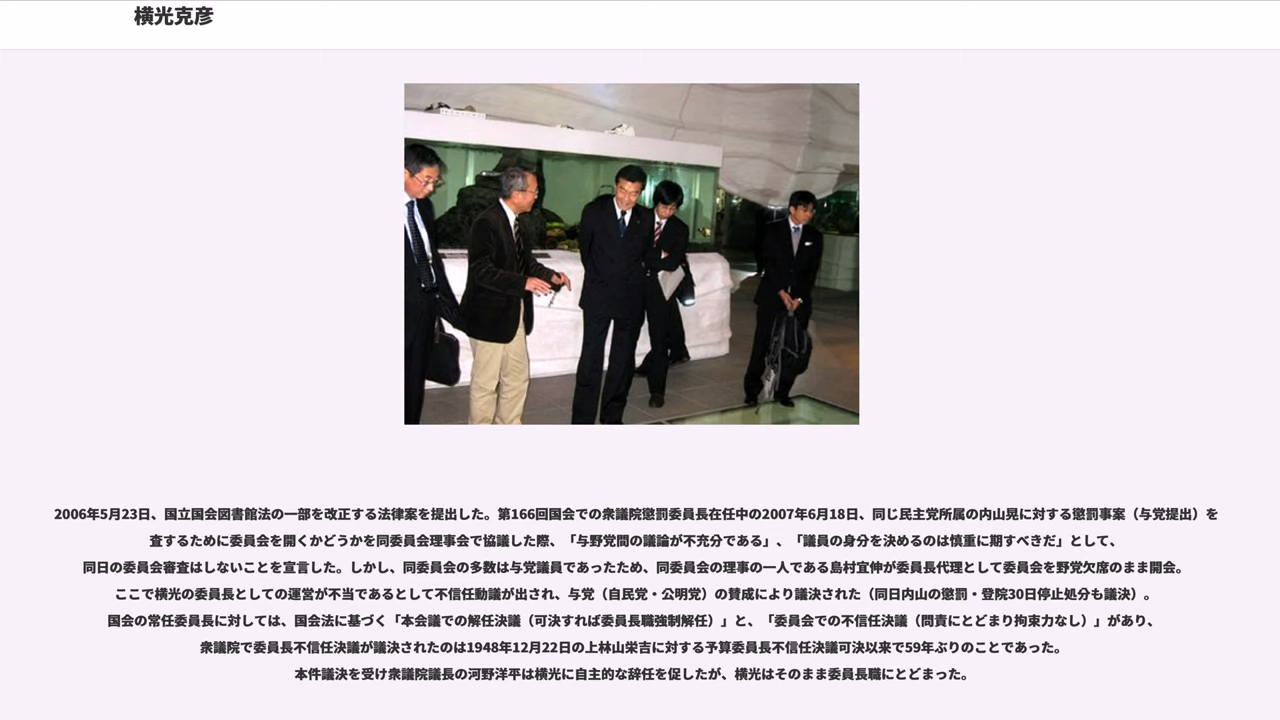 横光克彦
2006年5月23日、国立国会図書館法の一部を改正する法律案を提出した。第166回国会での衆議院懲罰委員長在任中の2007年6月18日、同じ民主党所属の内山晃に対する懲罰事案（与党提出）を
査するために委員会を開くかどうかを同委員会理事会で協議した際、「与野党間の議論が不充分である」、「議員の身分を決めるのは慎重に期すべきだ」として、
同日の委員会審査はしないことを宣言した。しかし、同委員会の多数は与党議員であったため、同委員会の理事の一人である島村宜伸が委員長代理として委員会を野党欠席のまま開会。
ここで横光の委員長としての運営が不当であるとして不信任動議が出され、与党（自民党・公明党）の賛成により議決された（同日内山の懲罰・登院30日停止処分も議決）。
国会の常任委員長に対しては、国会法に基づく「本会議での解任決議（可決すれば委員長職強制解任）」と、「委員会での不信任決議（問責にとどまり拘束力なし）」があり、
衆議院で委員長不信任決議が議決されたのは1948年12月22日の上林山栄吉に対する予算委員長不信任決議可決以来で59年ぶりのことであった。
本件議決を受け衆議院議長の河野洋平は横光に自主的な辞任を促したが、横光はそのまま委員長職にとどまった。